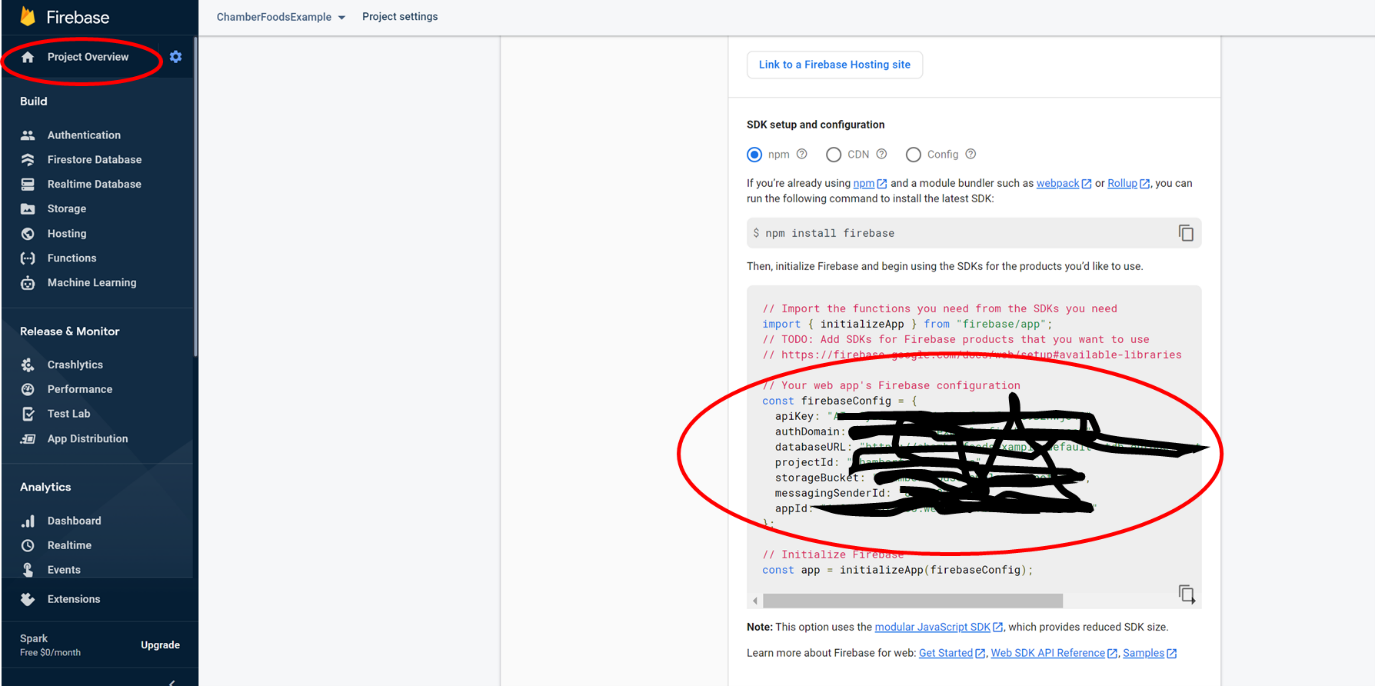 Firebase
ChamberFoodsExample
Project settings
Project Overview
Build
Authentication
Firestore Database
Realtime Database
Storage
Hosting
Functions
Machine Learning
Release & Monitor
Crashlytics
Performance
Test Lab
App Distribution
Analytics
Dashboard
Realtime
Events
Extensions
Spark
Free $0/month
Upgrade
Link to a Firebase Hosting site
SDK setup and configuration
npm
CDN
Config
If you're already using npm and a module bundler such as webpack or Rollup, you can
run the following command to install the latest SDK:
$ npm install firebase
Then, initialize Firebase and begin using the SDKs for the products you'd like to use.
// Import the functions you need from the SDKs you need
import { initializeApp } from "firebase/app";
// TODO: Add SDKs for Firebase products that you want to use
// https://firebase.google.com/docs/web/setup#available-libraries
// Your web app's Firebase configuration
const firebaseConfig = {
apiKey:
authDomain:
databaseURL:
projectId:
storageBucket:
messagingSenderId:
appId:
};
// Initialize Firebase
const app = initializeApp(firebaseConfig);
Note: This option uses the modular JavaScript SDK, which provides reduced SDK size.
Learn more about Firebase for web: Get Started, Web SDK API Reference, Samples